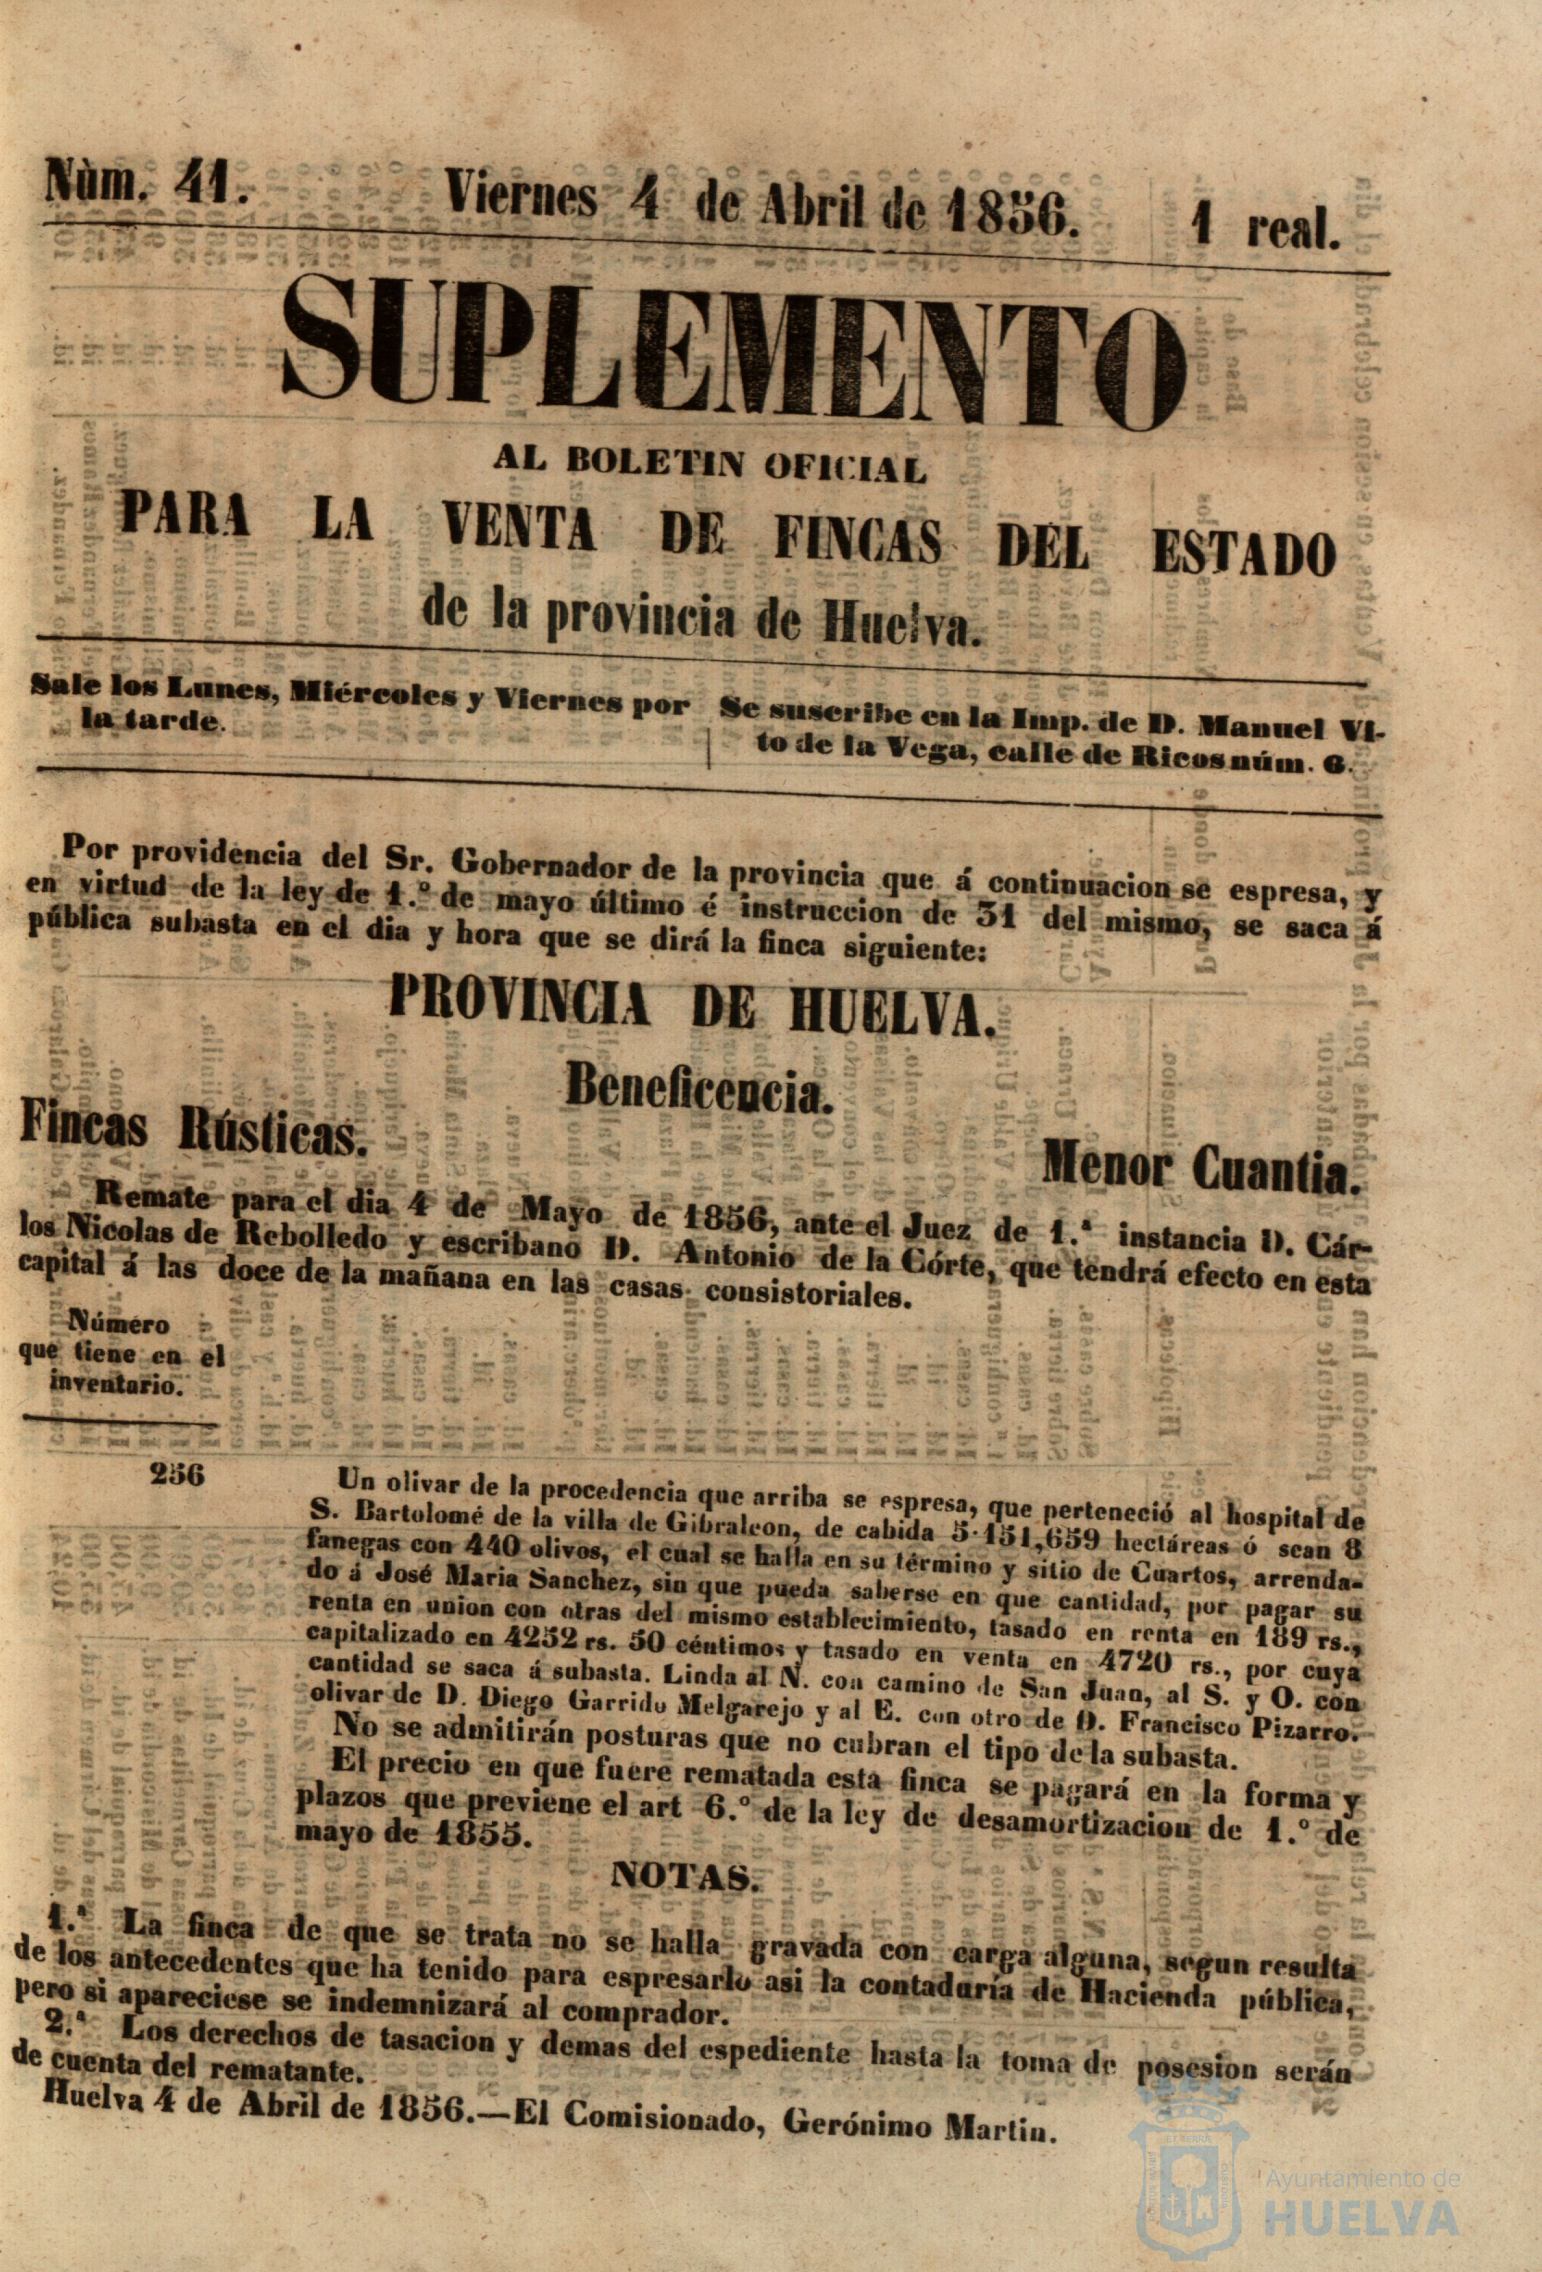 Nùm. 41. Viernes 4 de Abril de 1856. 1 real.
SUPLEMENTO
AL BOLETIN OFICIAL
PARA LA VENTA DE FINCAS DEL ESTADO
de la provincia de Huelva.
Sale los Lunes, Miércoles y Viernes por
la tarde.
Se suscribe en la Imp. de D. Manuel Vi-
to de la Vega, calle de Ricos núm. 6.
Por providencia del Sr. Gobernador de la provincia que á continuacion se espresa, y
en virtud de la ley de 1.º de mayo último é instruccion de 31 del mismo, se saca á
pública subasta en el dia y hora que se dirá la finca siguiente:
PROVINCIA DE HUELVA.
Beneficencia.
Fincas Rústicas.
Menor Cuantia.
Remate para el dia 4 de Mayo de 1856, ante el Juez de 1.ª instancia D. Cár-
los Nicolas de Rebolledo y escribano D. Antonio de la Córte, que tendrá efecto en esta
capital á las doce de la mañana en las casas consistoriales.
Número
que tiene en el
inventario.
256
Un olivar de la procedencia que arriba se espresa, que perteneció al hospital de
S. Bartolomé de la villa de Gibraleon, de cabida 5-151,659 hectáreas ó sean 8
fanegas con 440 olivos, el cual se halla en su término y sitio de Cuartos, arrenda-
do á José Maria Sanchez, sin que pueda saberse en que cantidad, por pagar su
renta en union con otras del mismo establecimiento, tasado en renta en 189 rs.,
capitalizado en 4252 rs. 50 céntimos y tasado en venta en 4720 rs., por cuya
cantidad se saca á subasta. Linda al N. con camino de San Juan, al S. y O. con
olivar de D. Diego Garrido Melgarejo y al E. con otro de D. Francisco Pizarro.
No se admitirán posturas que no cubran el tipo de la subasta.
El precio en que fuere rematada esta finca se pagará en la forma y
plazos que previene el art 6.º de la ley de desamortizacion de 1.º de
mayo de 1855.
NOTAS.
1.ª La finca de que se trata no se halla gravada con carga alguna, segun resulta
de los antecedentes que ha tenido para espresarlo asi la contaduría de Hacienda pública,
pero si apareciese se indemnizará al comprador.
2.ª Los derechos de tasacion y demas del espediente hasta la toma de posesion serán
de cuenta del rematante.
Huelva 4 de Abril de 1856.—El Comisionado, Gerónimo Martin.
Ayuntamiento de
HUELVA